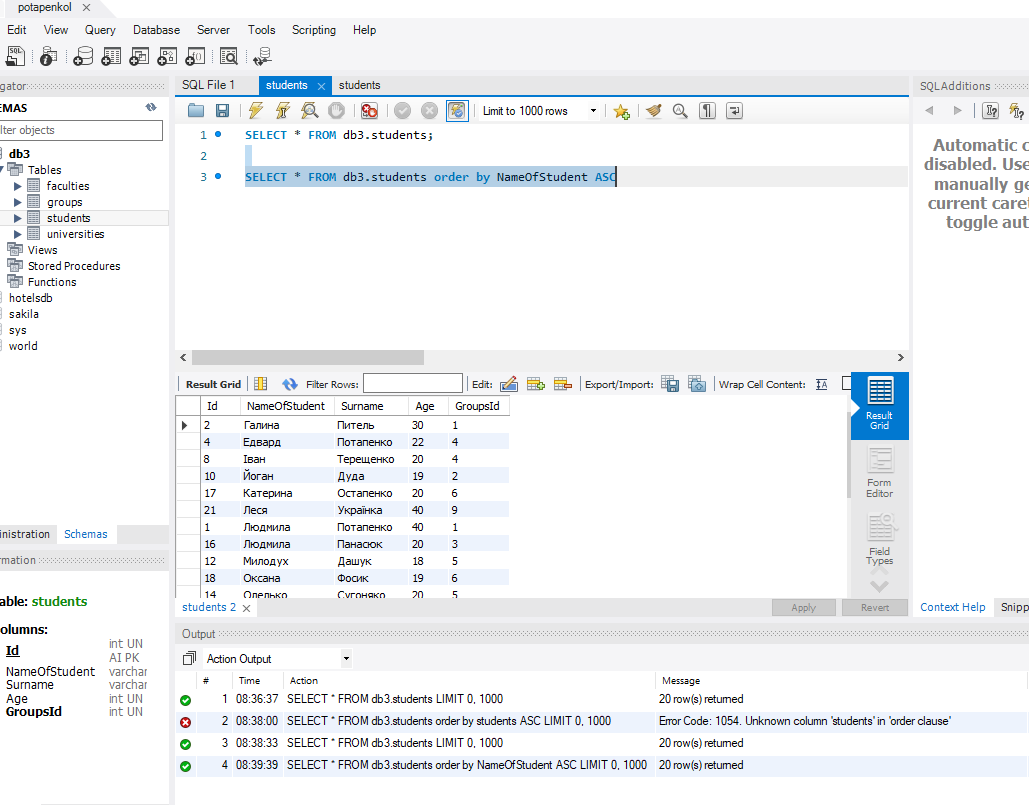 potapenkol
Edit View Query Database Server Tools Scripting Help
gator
SQL File 1 students students
SQLAdditions
EMAS
lter objects
Limit to 1000 rows
db3
Tables
faculties
groups
students
universities
Views
Stored Procedures
Functions
hotelsdb
sakila
sys
world
1 SELECT * FROM db3.students;
2
3 SELECT * FROM db3.students order by NameOfStudent ASC
Automatic c
disabled. Use
manually ge
current caret
toggle aut
Result Grid Filter Rows: Edit: Export/Import: Wrap Cell Content:
Id NameOfStudent Surname Age GroupsId
2 Галина Питель 30 1
4 Едвард Потапенко 22 4
8 Іван Терещенко 20 4
10 Йоган Дуда 19 2
17 Катерина Остапенко 20 6
21 Леся Українка 40 9
1 Людмила Потапенко 40 1
16 Людмила Панасюк 20 3
12 Милодух Дашук 18 5
18 Оксана Фосик 19 6
14 Олелько Сугоняко 20 5
Result
Grid
Form
Editor
Field
Types
inistration Schemas
rmation
able: students
olumns:
Id int UN
AI PK
NameOfStudent varchar
Surname varchar
Age int UN
GroupsId int UN
students 2 Apply Revert
Context Help Snipp
Output
Action Output
# Time Action Message
1 08:36:37 SELECT * FROM db3.students LIMIT 0, 1000 20 row(s) returned
2 08:38:00 SELECT * FROM db3.students order by students ASC LIMIT 0, 1000 Error Code: 1054. Unknown column 'students' in 'order clause'
3 08:38:33 SELECT * FROM db3.students LIMIT 0, 1000 20 row(s) returned
4 08:39:39 SELECT * FROM db3.students order by NameOfStudent ASC LIMIT 0, 1000 20 row(s) returned